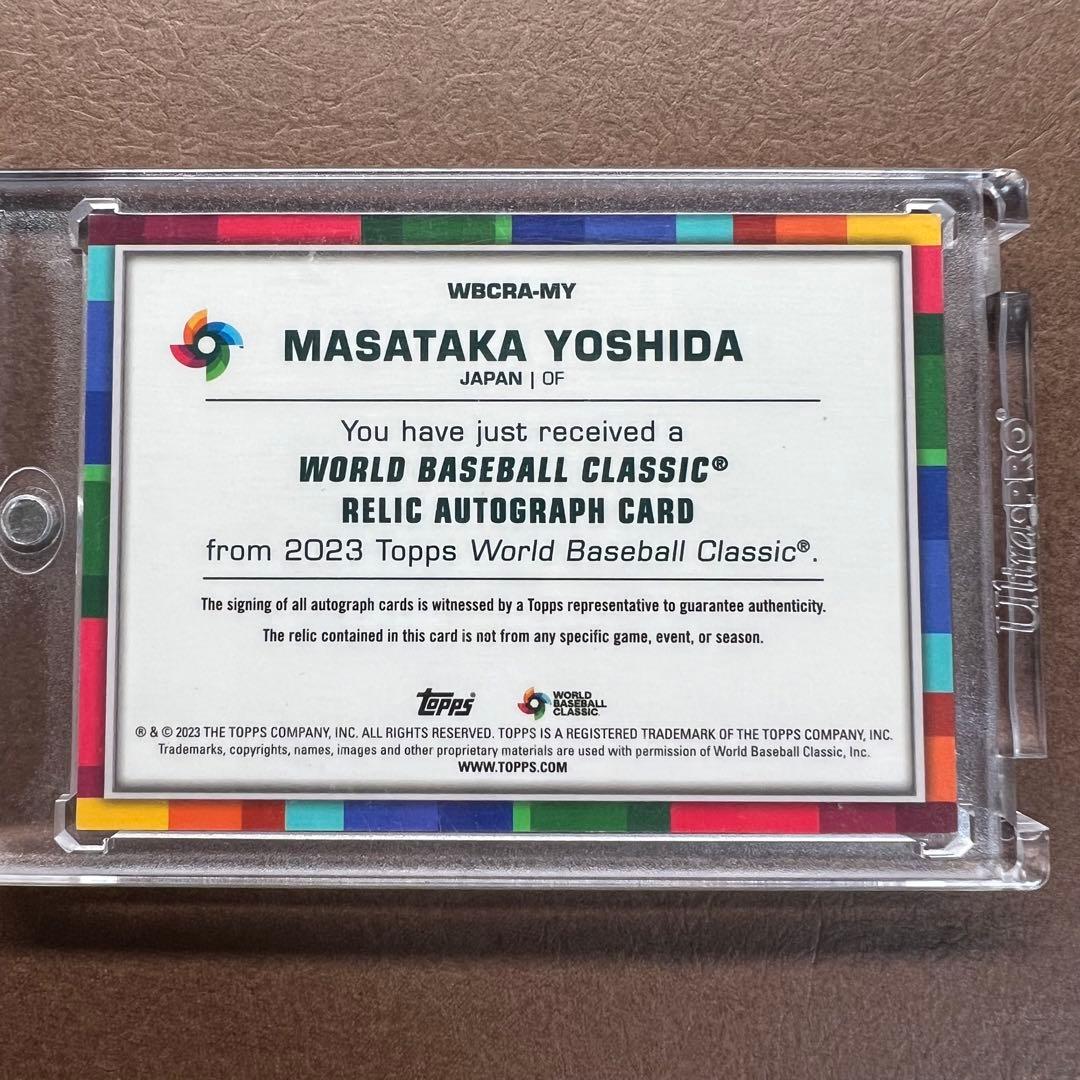 WBCRA-MY
MASATAKA YOSHIDA
JAPAN | OF
You have just received a
WORLD BASEBALL CLASSIC®
RELIC AUTOGRAPH CARD
from 2023 Topps World Baseball Classic®.
The signing of all autograph cards is witnessed by a Topps representative to guarantee authenticity.
The relic contained in this card is not from any specific game, event, or season.
Topps®
WORLD
BASEBALL
CLASSIC
® & © 2023 THE TOPPS COMPANY, INC. ALL RIGHTS RESERVED. TOPPS IS A REGISTERED TRADEMARK OF THE TOPPS COMPANY, INC.
Trademarks, copyrights, names, images and other proprietary materials are used with permission of World Baseball Classic, Inc.
WWW.TOPPS.COM
Ultra PRO®